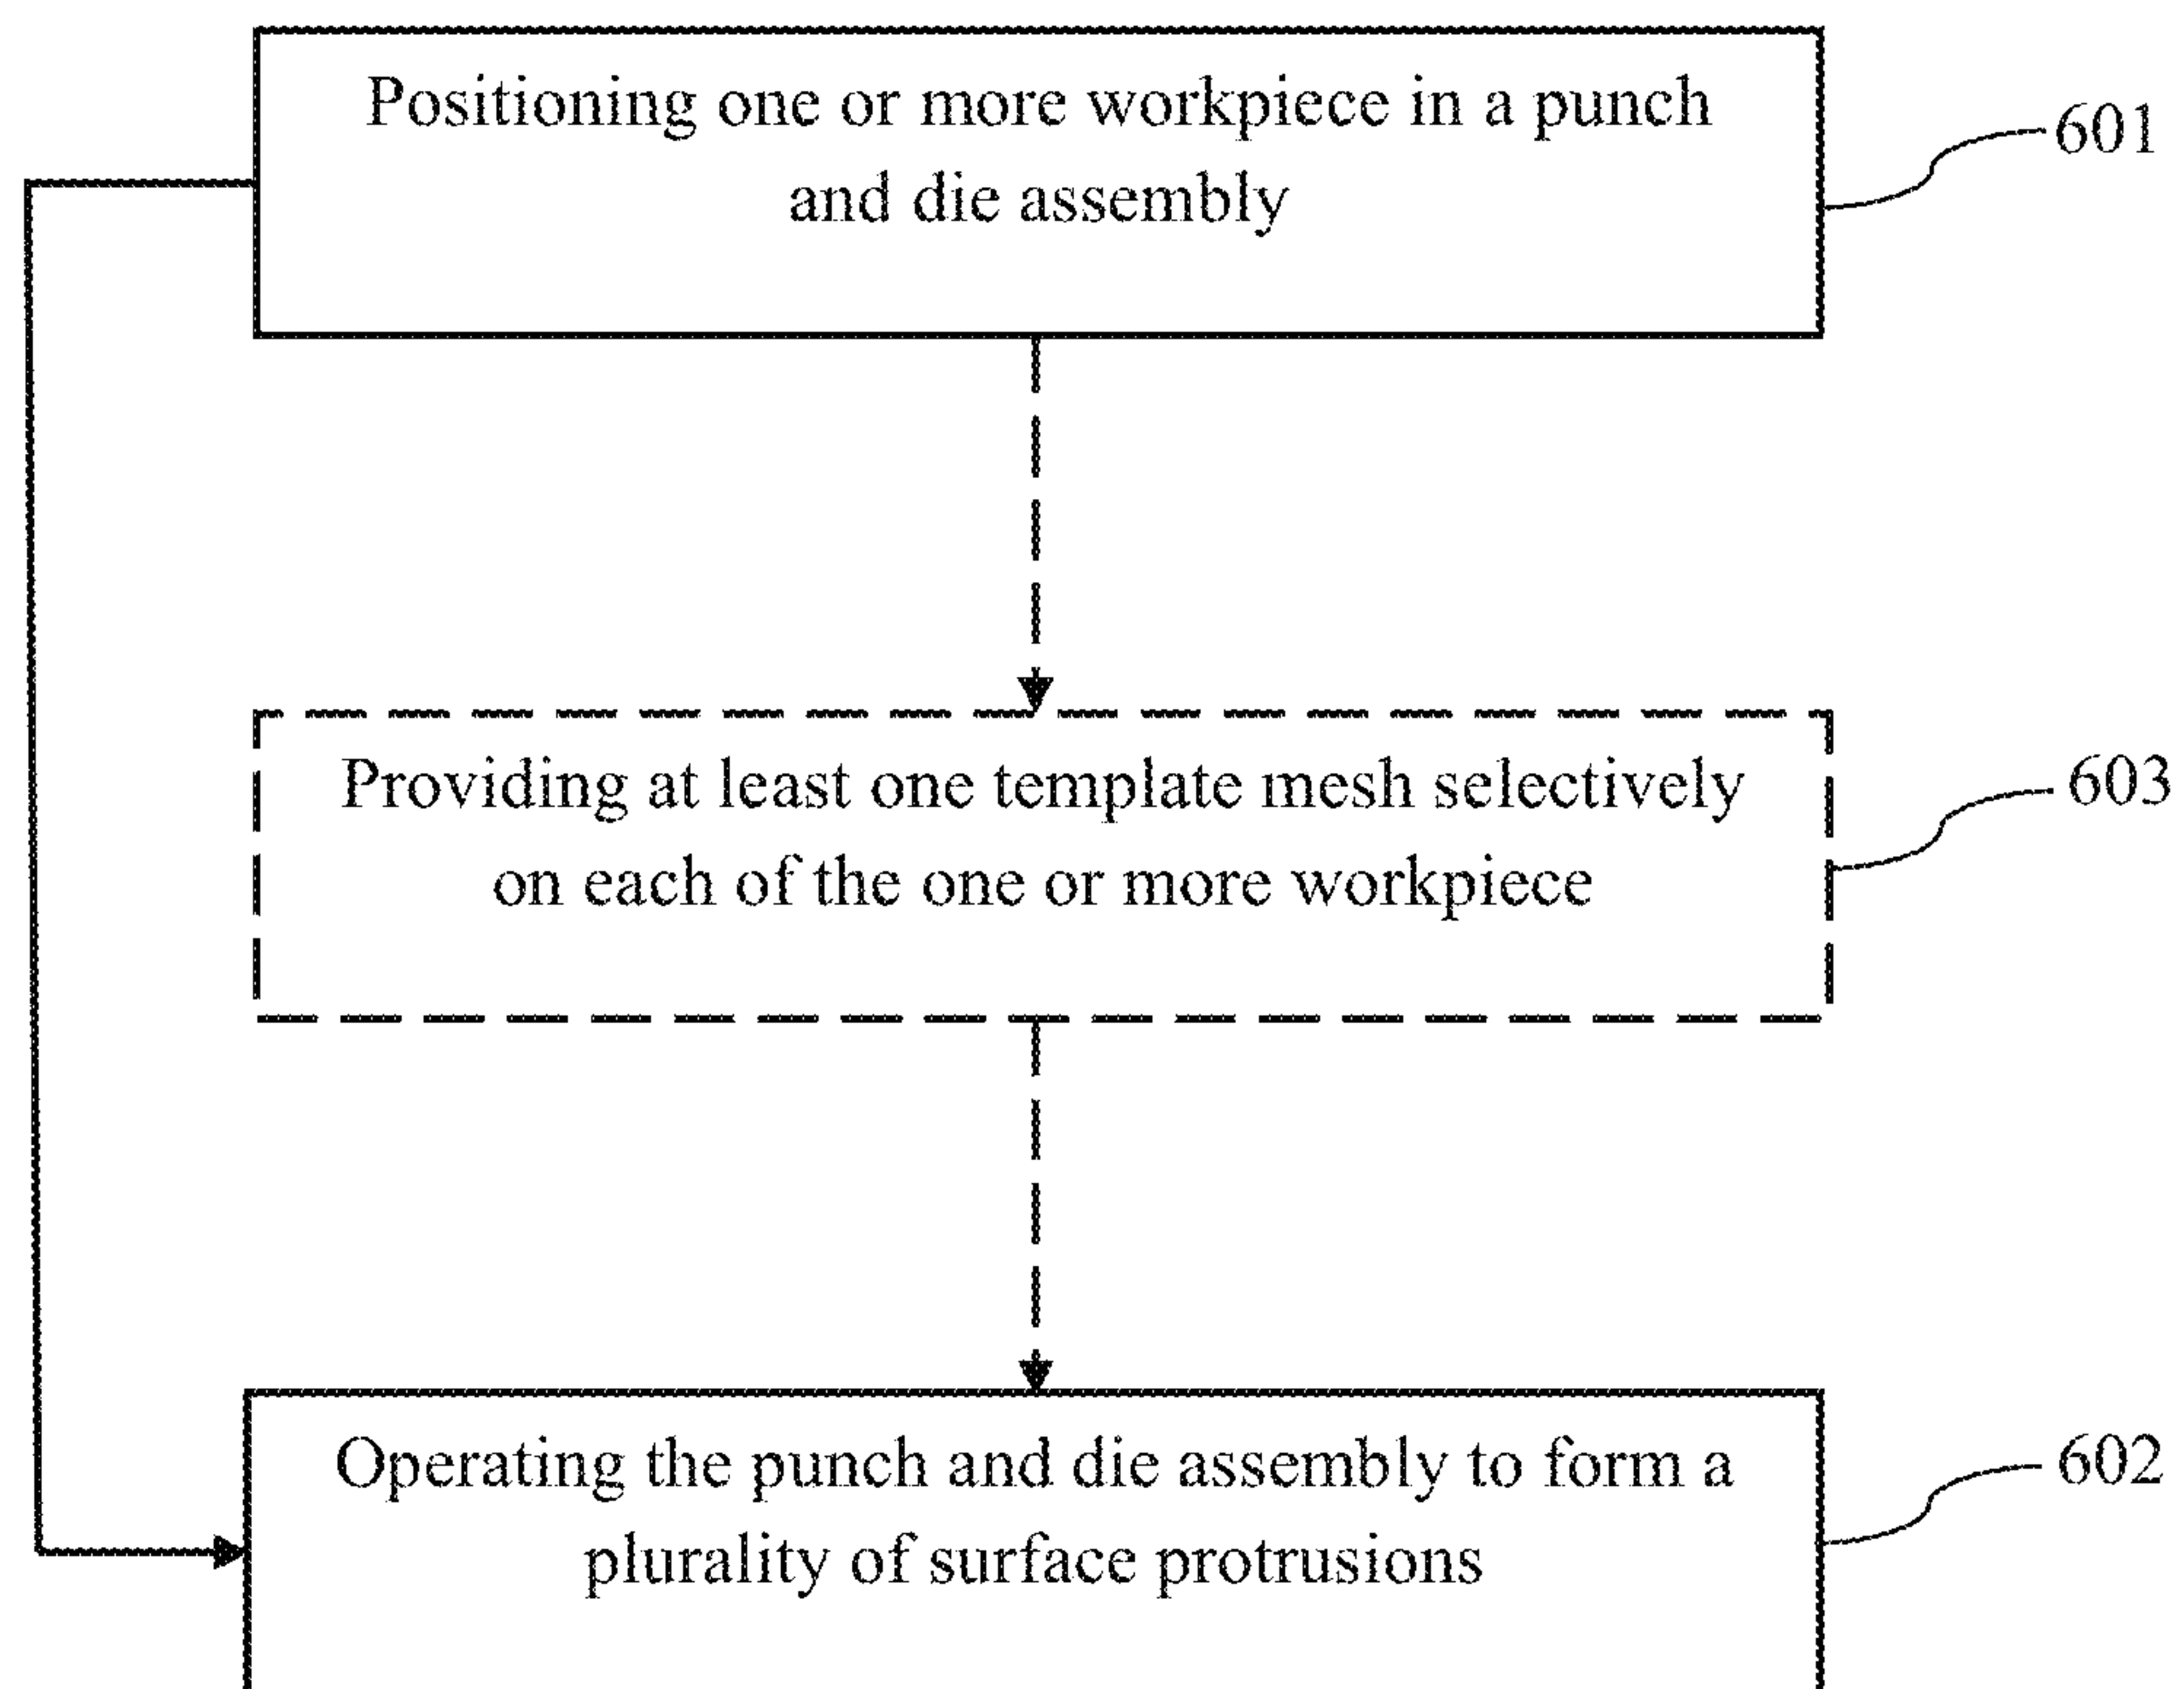 Positioning one or more workpiece in a punch
and die assembly
601
Providing at least one template mesh selectively
on each of the one or more workpiece
603
Operating the punch and die assembly to form a
plurality of surface protrusions
602